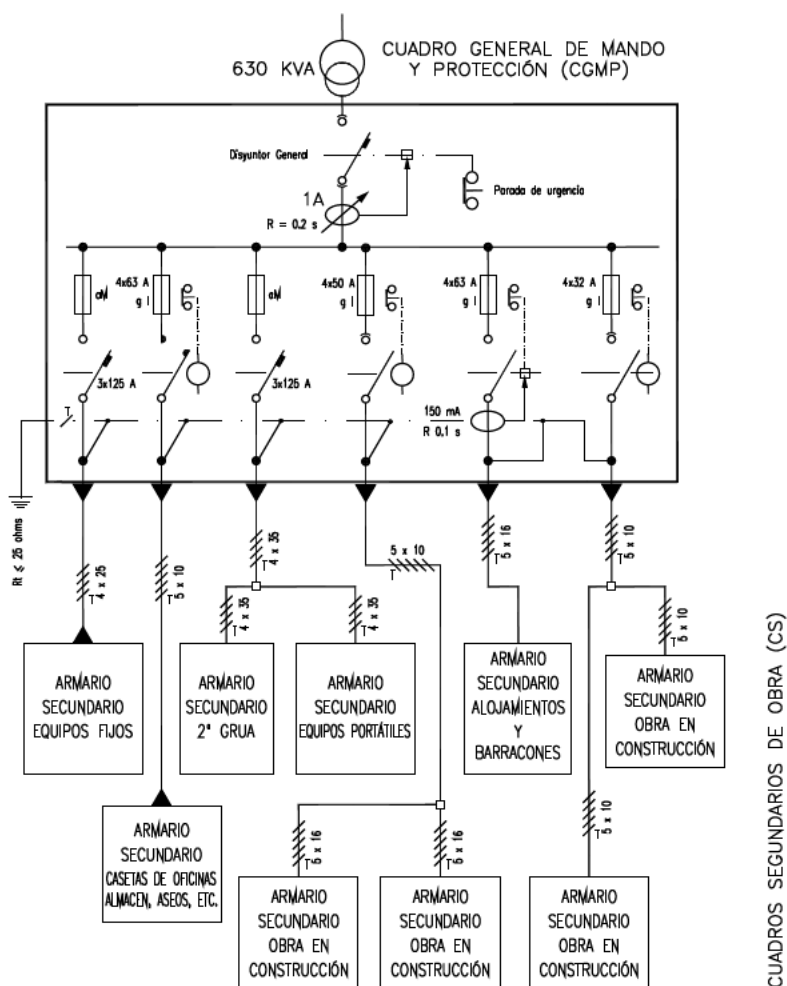 630 KVA
CUADRO GENERAL DE MANDO
Y PROTECCIÓN (CGMP)
Disyuntor General
Parada de urgencia
1A
R = 0.2 s
aM
4x63 A
g I
aM
4x50 A
g I
4x63 A
g I
4x32 A
g I
3x125 A
3x125 A
T
150 mA
R 0,1 s
Rt ≤ 25 ohms
T 4 x 25
T 5 x 10
T 4 x 35
5 x 10
T
T 5 x 16
T 5 x 10
T 4 x 35
T 4 x 35
T 5 x 10
ARMARIO
SECUNDARIO
EQUIPOS FIJOS
ARMARIO
SECUNDARIO
2ª GRUA
ARMARIO
SECUNDARIO
EQUIPOS PORTÁTILES
ARMARIO
SECUNDARIO
ALOJAMIENTOS
Y
BARRACONES
ARMARIO
SECUNDARIO
OBRA EN
CONSTRUCCIÓN
ARMARIO
SECUNDARIO
CASETAS DE OFICINAS
ALMACEN, ASEOS, ETC.
T 5 x 16
T 5 x 16
T 5 x 10
ARMARIO
SECUNDARIO
OBRA EN
CONSTRUCCIÓN
ARMARIO
SECUNDARIO
OBRA EN
CONSTRUCCIÓN
ARMARIO
SECUNDARIO
OBRA EN
CONSTRUCCIÓN
CUADROS SEGUNDARIOS DE OBRA (CS)